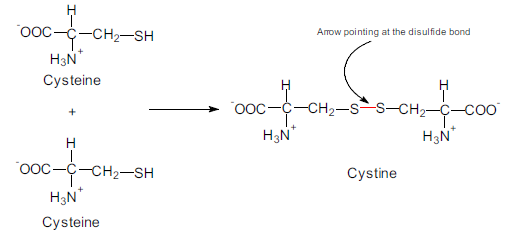 H
⁻OOC—C—CH₂—SH
H₃N⁺
Cysteine
+
H
⁻OOC—C—CH₂—SH
H₃N⁺
Cysteine
Arrow pointing at the disulfide bond
H H
⁻OOC—C—CH₂—S—S—CH₂—C—COO⁻
H₃N⁺ H₃N⁺
Cystine